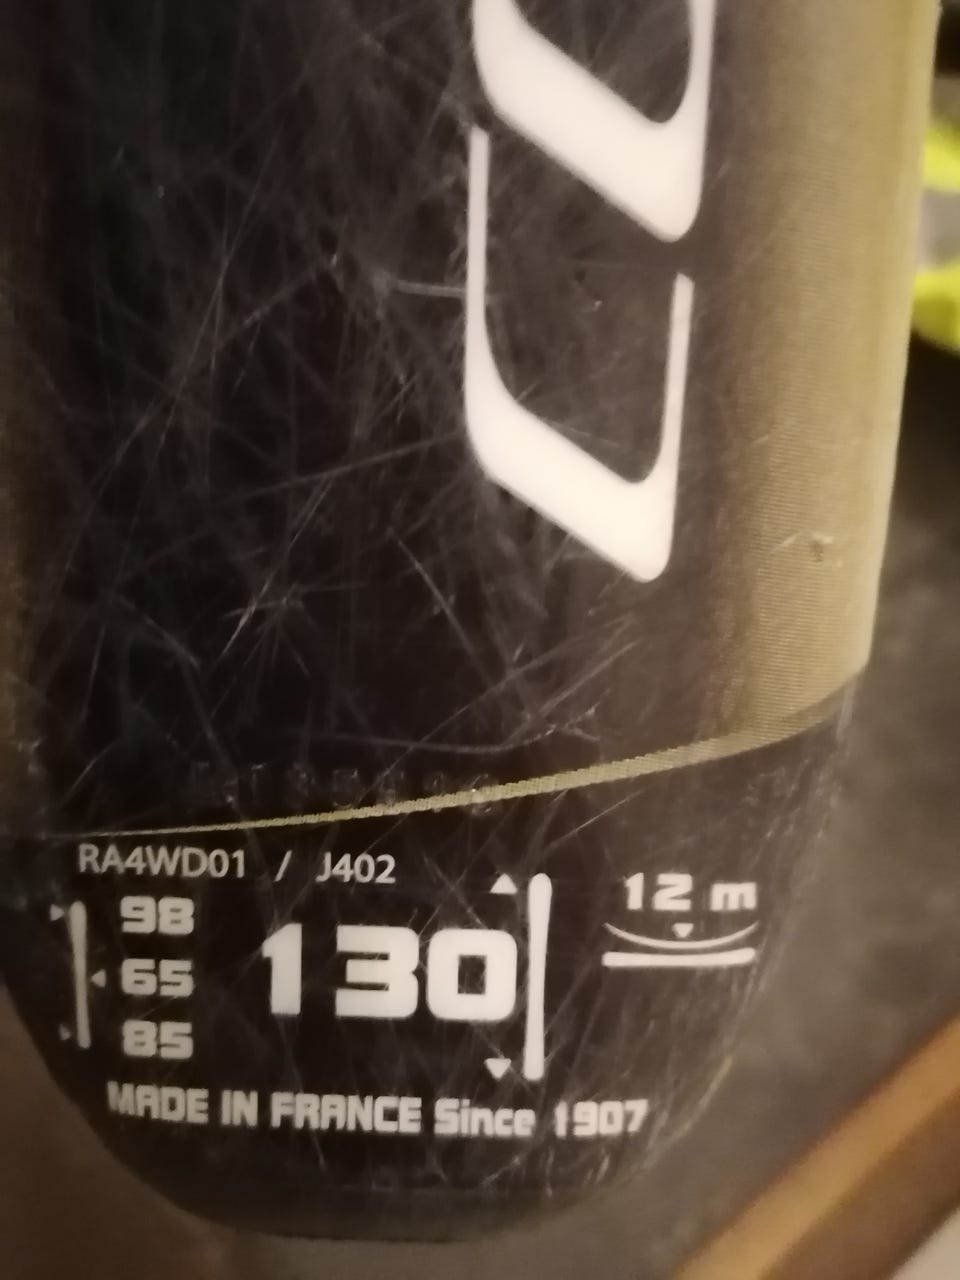 RA4WD01 / J402
98
65
85
130
12 m
MADE IN FRANCE Since 1907